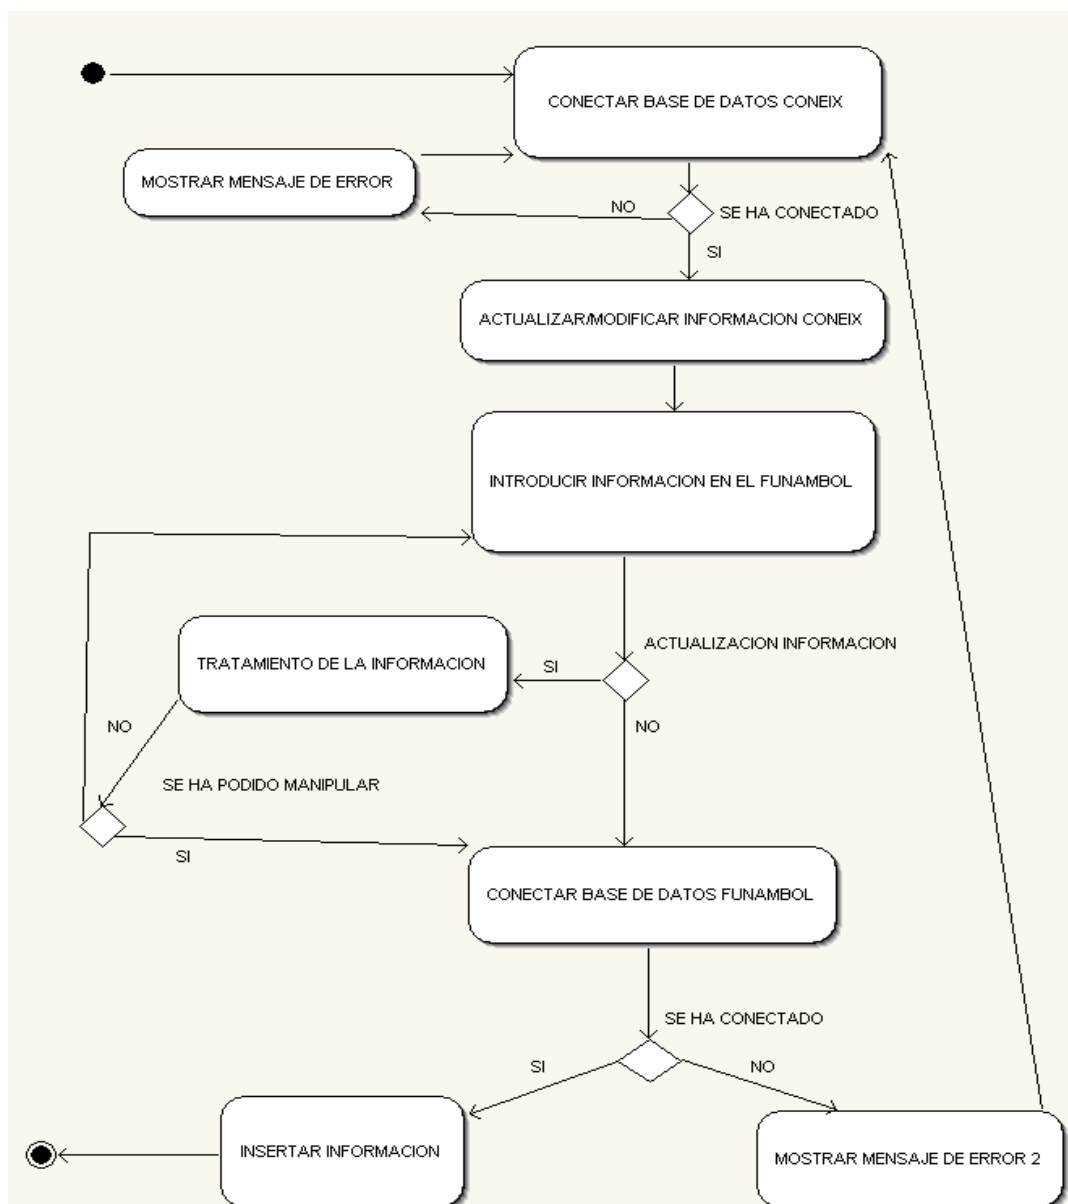 CONECTAR BASE DE DATOS CONEIX
MOSTRAR MENSAJE DE ERROR
NO
SE HA CONECTADO
SI
ACTUALIZAR/MODIFICAR INFORMACION CONEIX
INTRODUCIR INFORMACION EN EL FUNAMBOL
ACTUALIZACION INFORMACION
TRATAMIENTO DE LA INFORMACION
SI
NO
NO
SE HA PODIDO MANIPULAR
SI
CONECTAR BASE DE DATOS FUNAMBOL
SE HA CONECTADO
SI
NO
INSERTAR INFORMACION
MOSTRAR MENSAJE DE ERROR 2